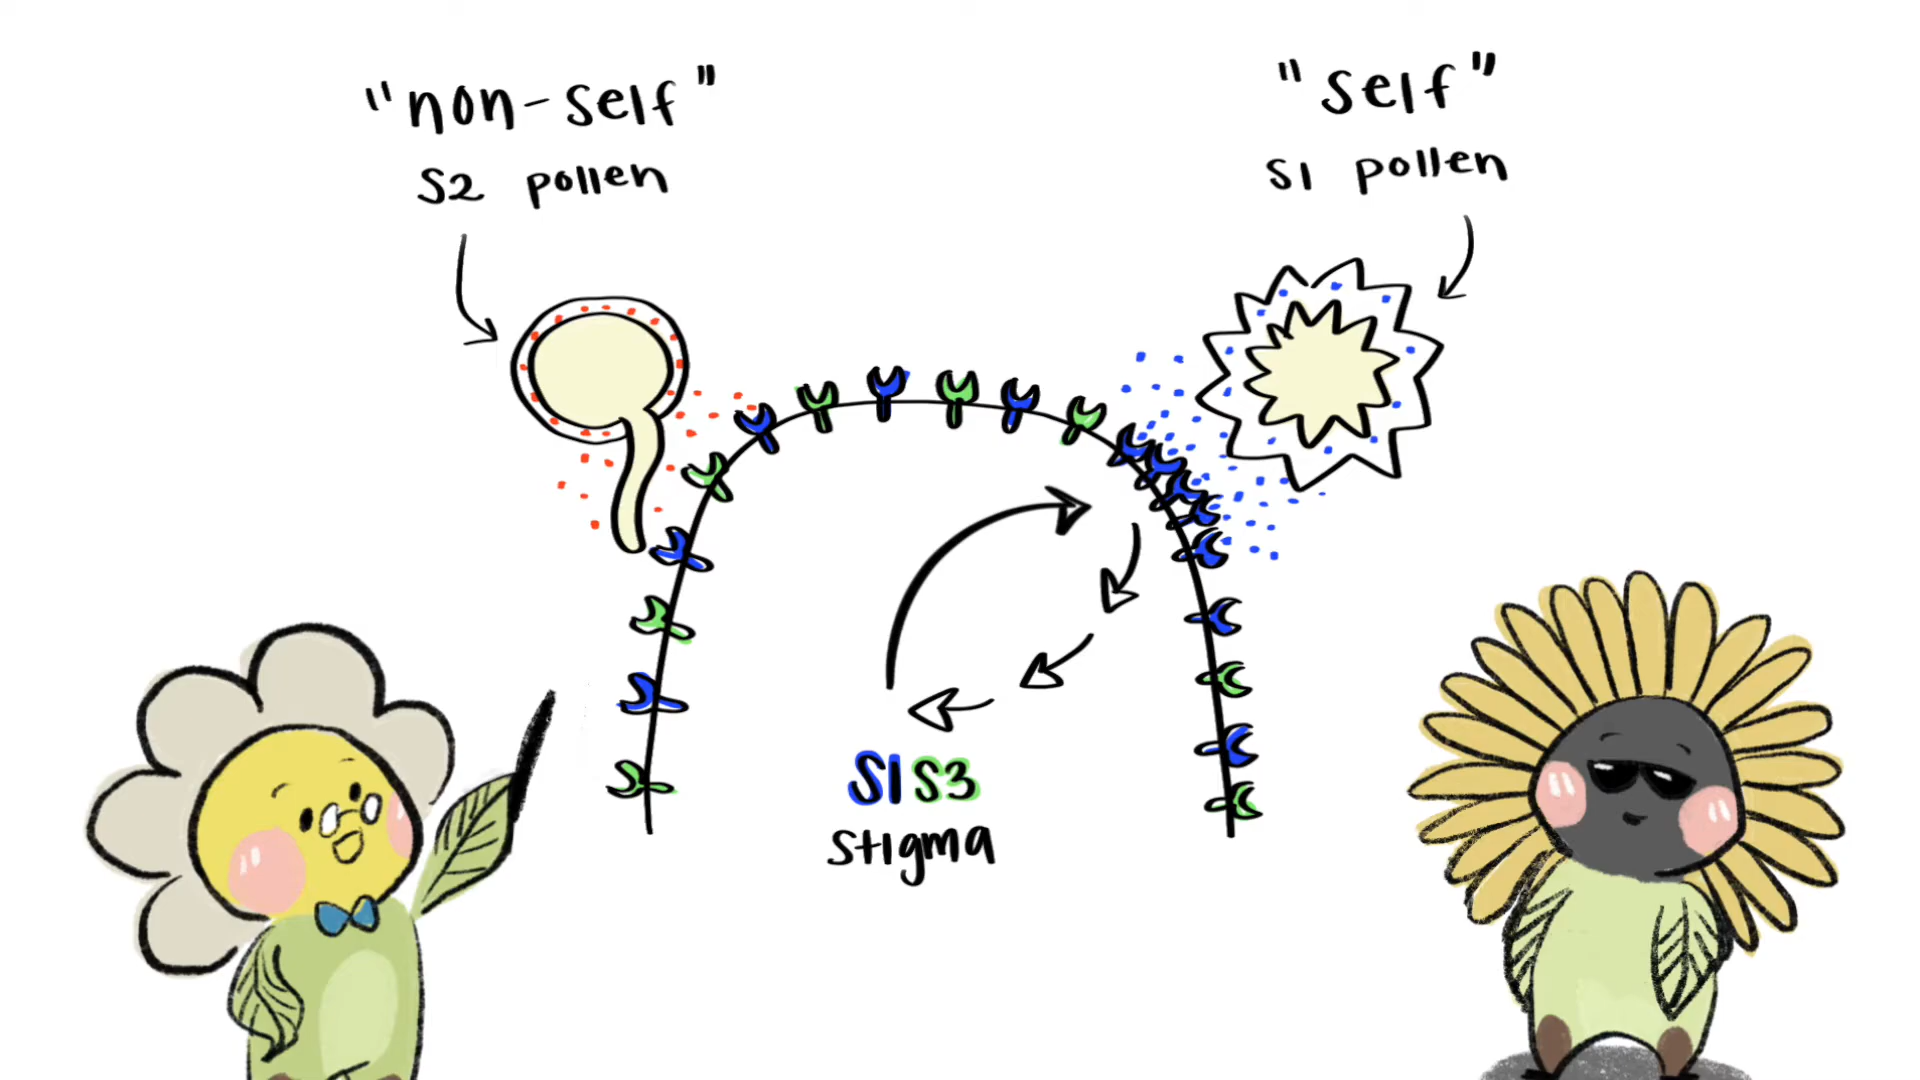 "non-self"
S2 pollen
"self"
S1 pollen
S1S3
stigma